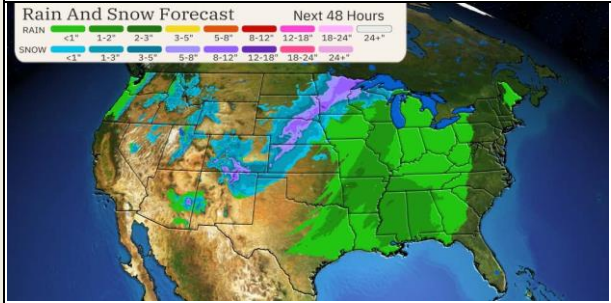 Rain And Snow Forecast Next 48 Hours
RAIN
<1" 1-2" 2-3" 3-5" 5-8" 8-12" 12-18" 18-24" 24+"
SNOW
<1" 1-3" 3-5" 5-8" 8-12" 12-18" 18-24" 24+"